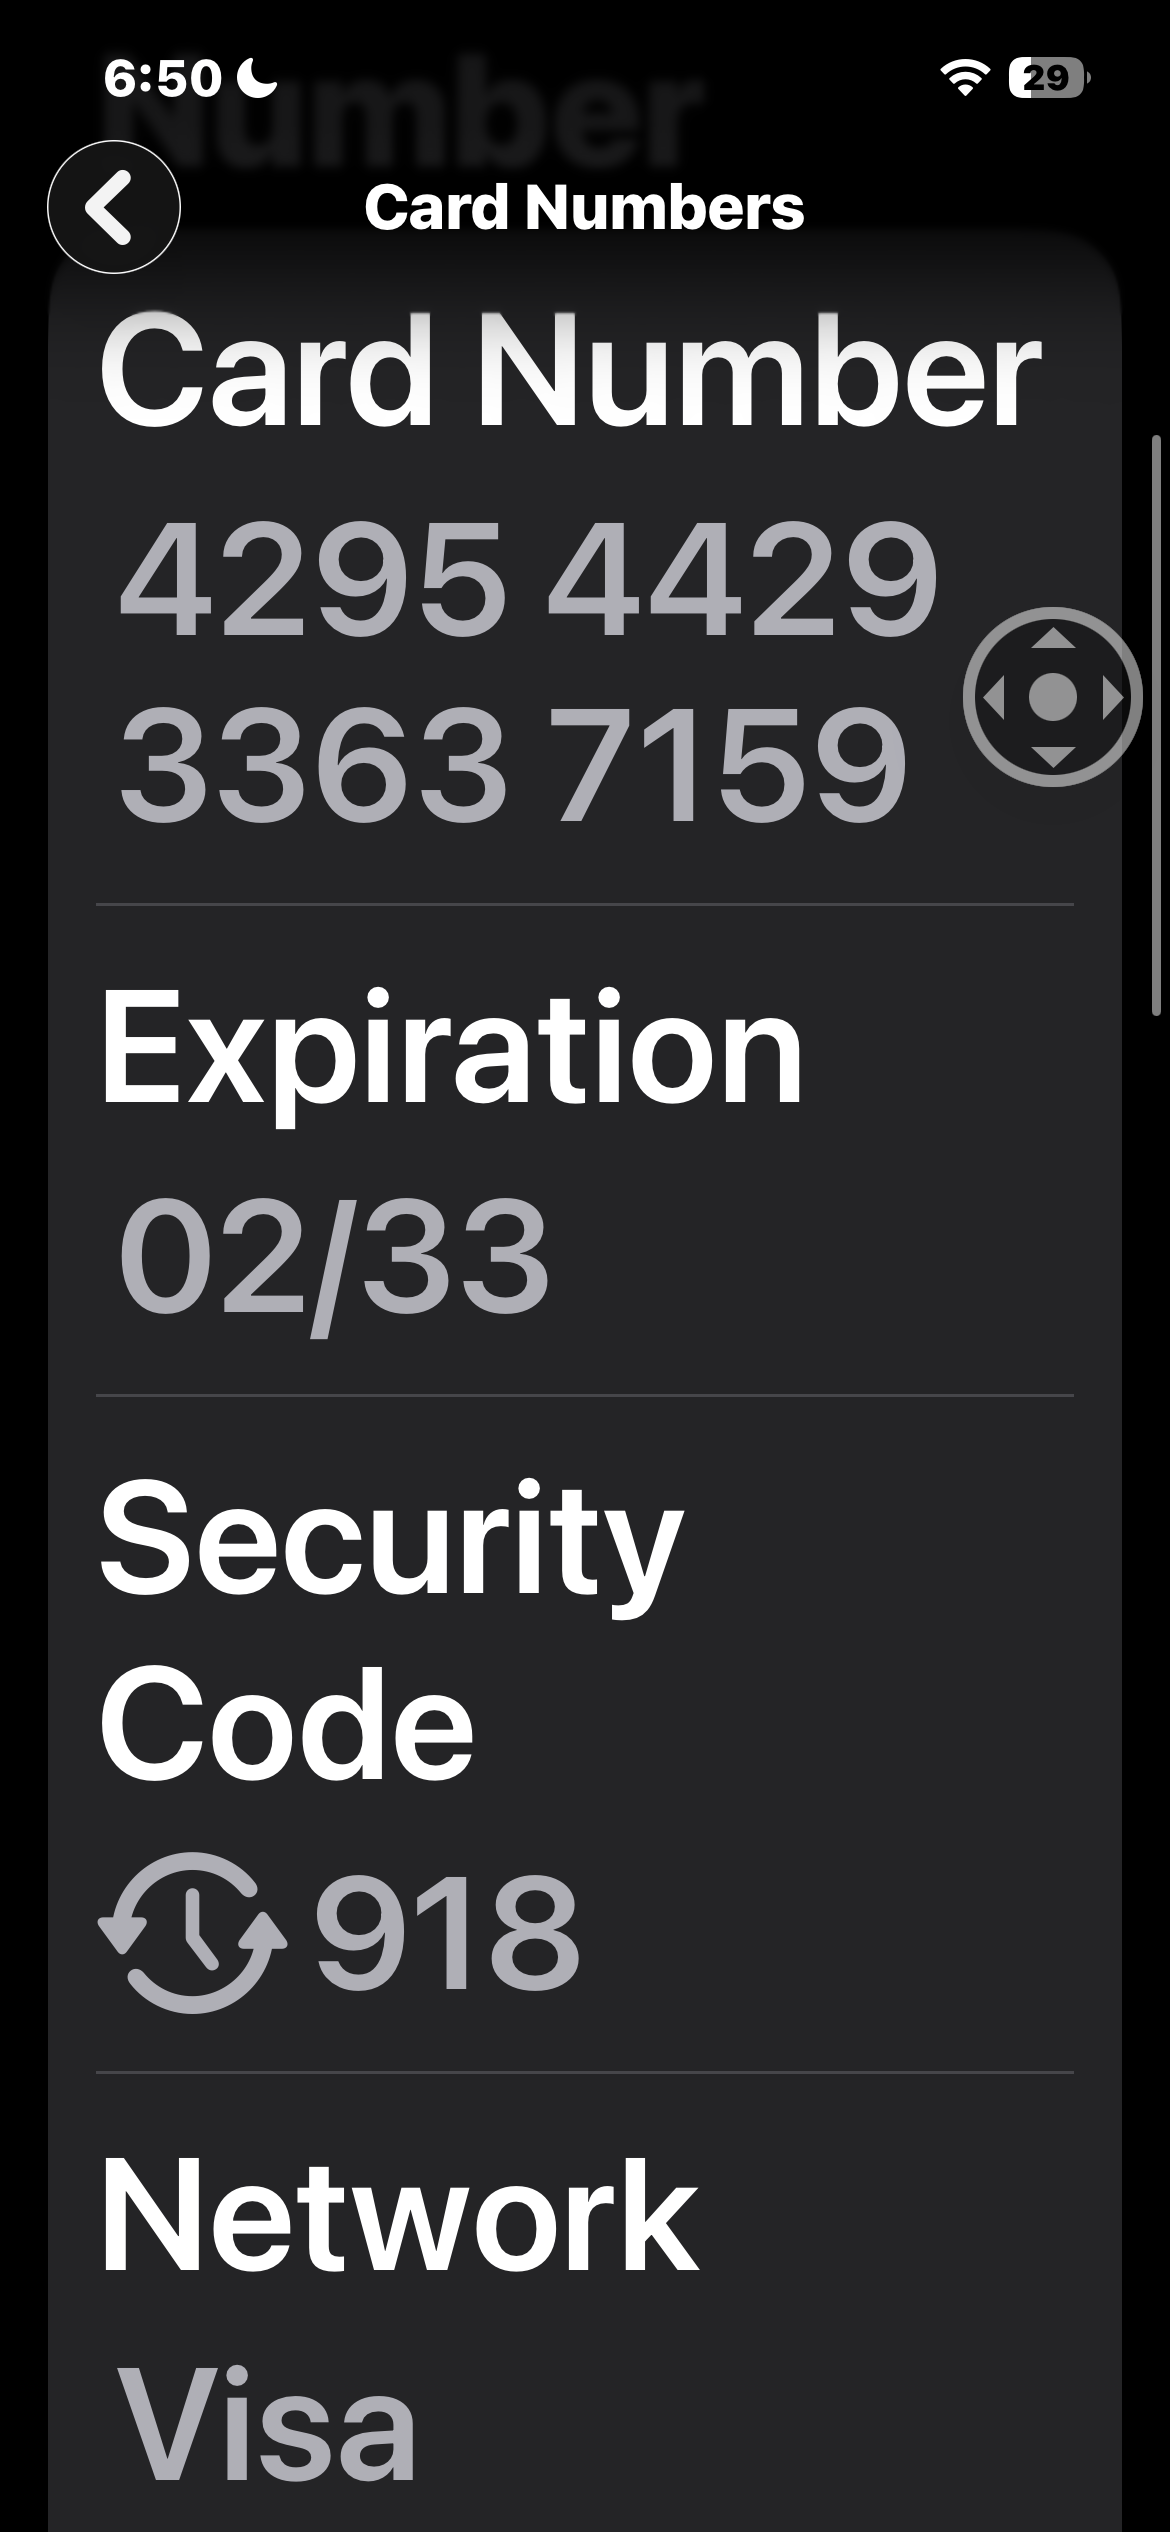 Number
6:50
29
Card Numbers
Card Number
4295 4429
3363 7159
Expiration
02/33
Security
Code
918
Network
Visa